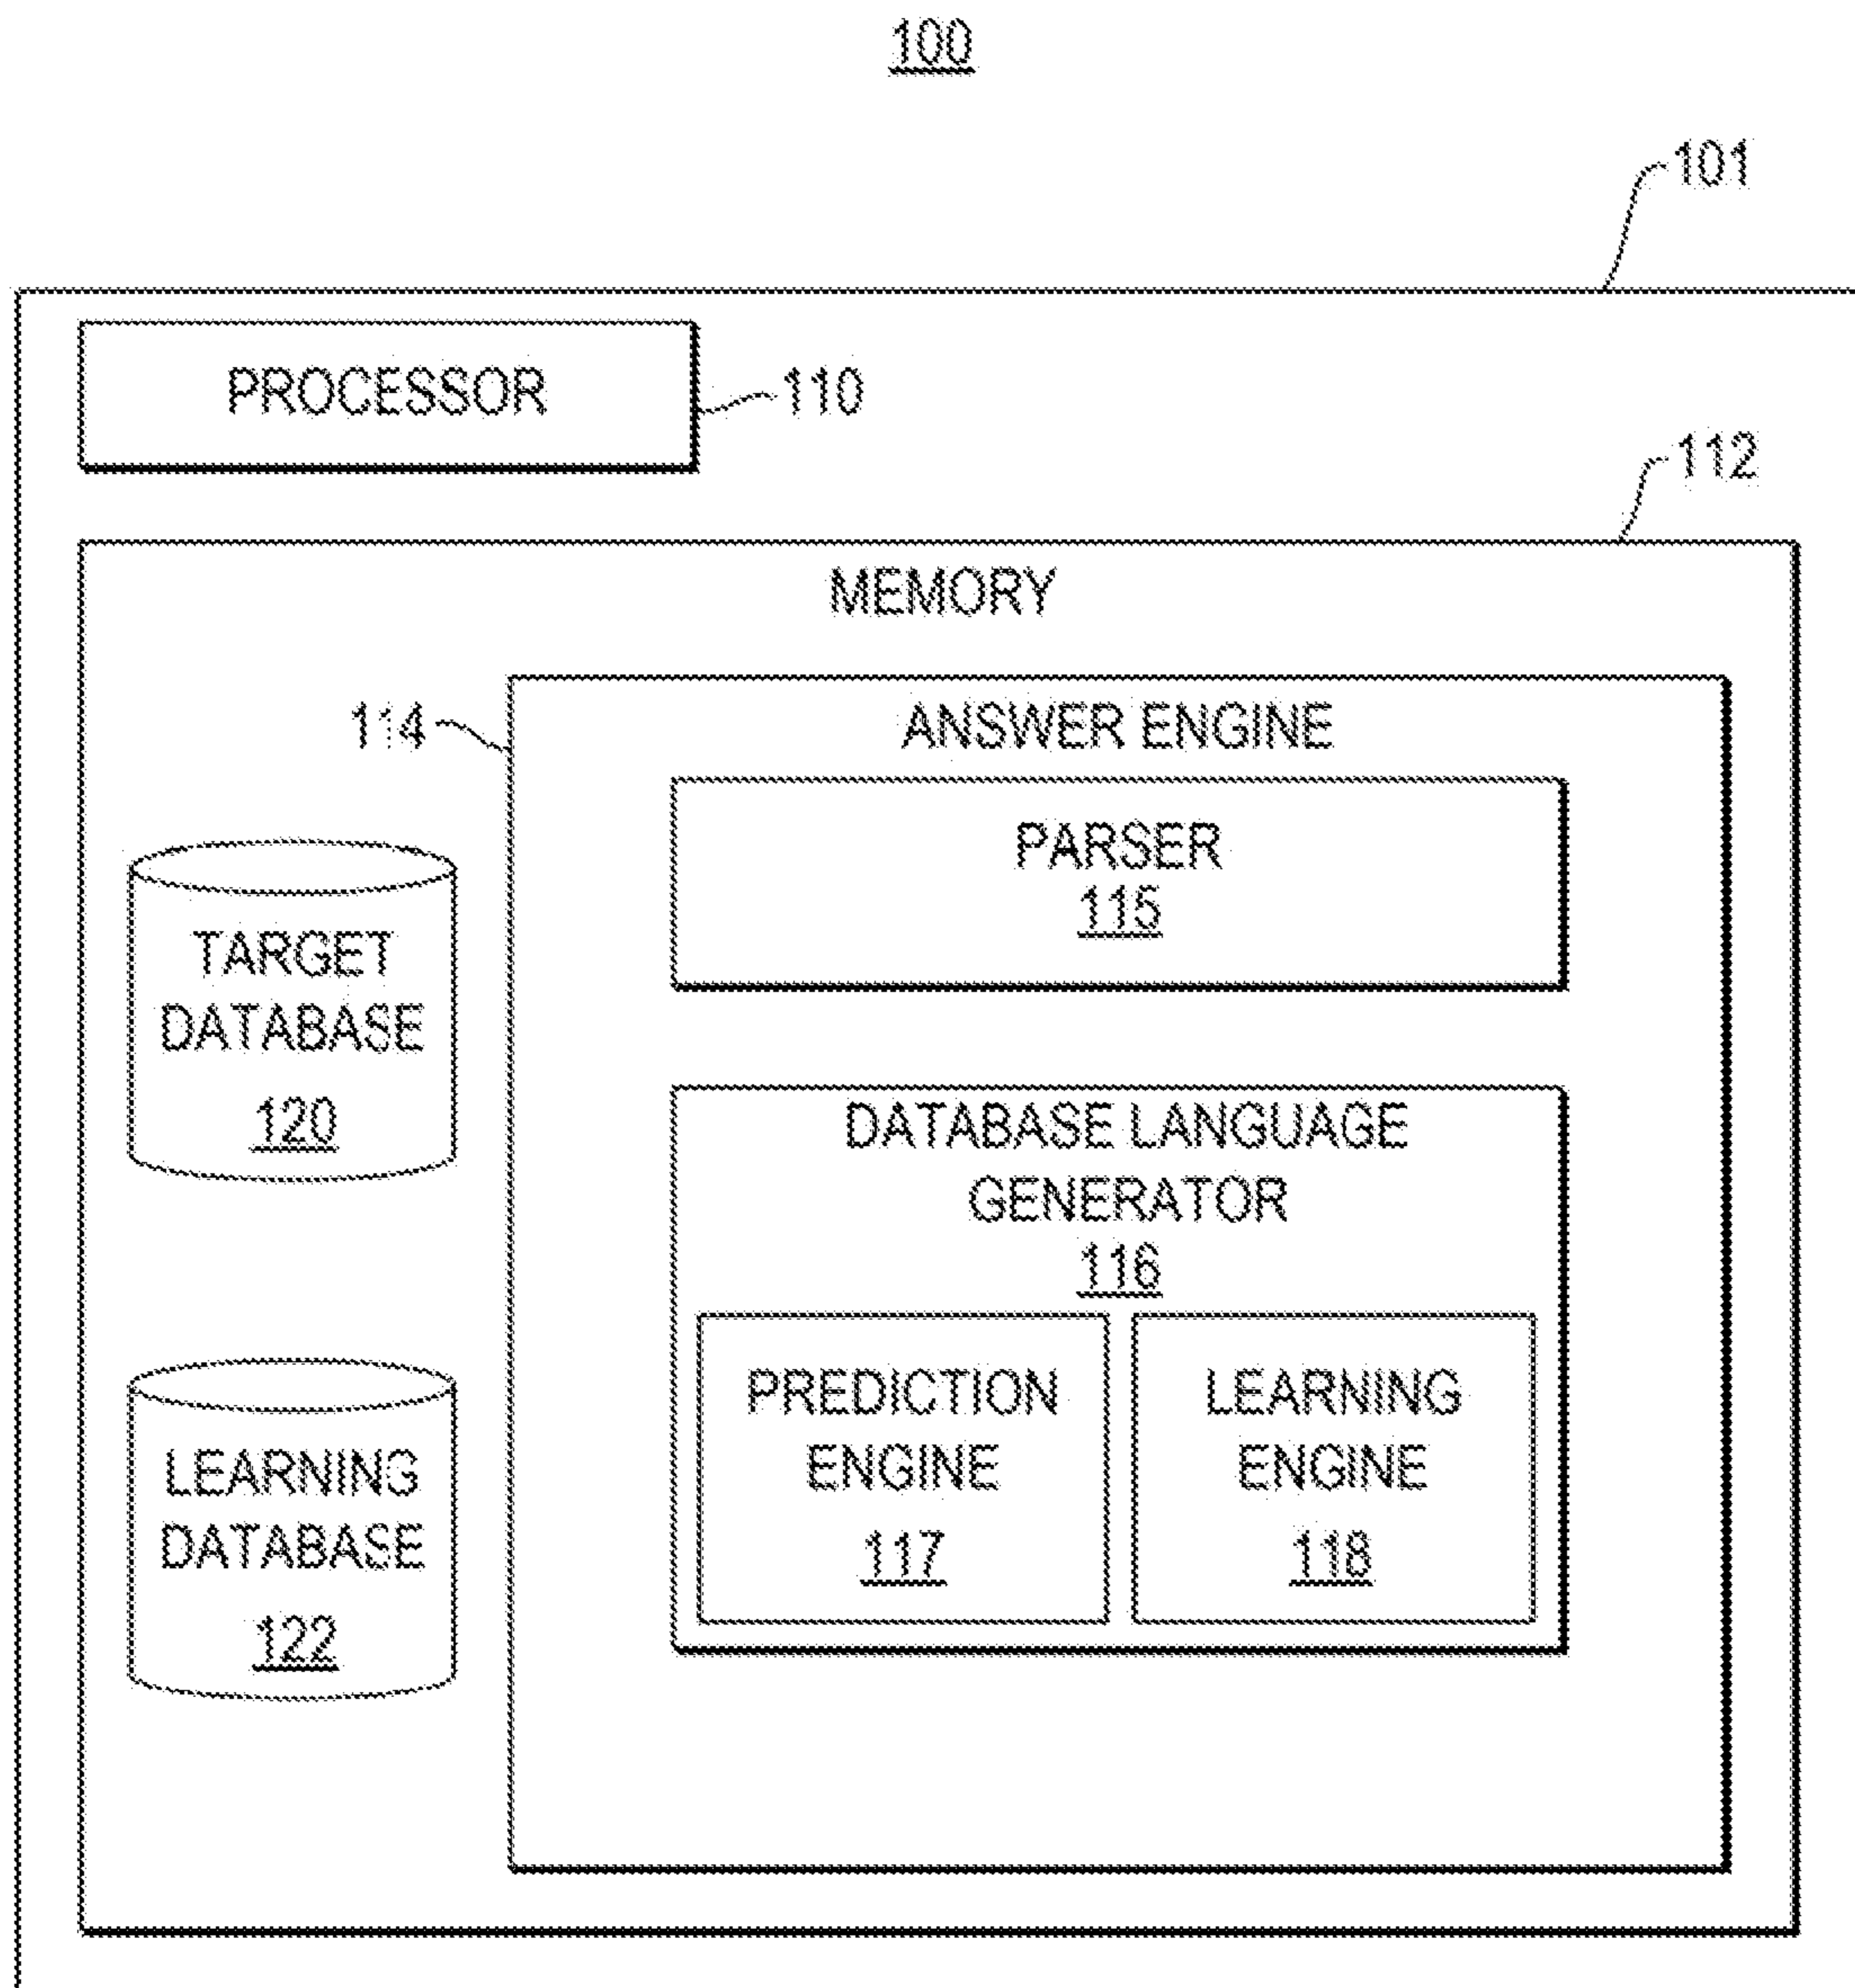 100
101
PROCESSOR
110
112
MEMORY
114
ANSWER ENGINE
PARSER
115
TARGET
DATABASE
120
DATABASE LANGUAGE
GENERATOR
116
PREDICTION
ENGINE
117
LEARNING
ENGINE
118
LEARNING
DATABASE
122